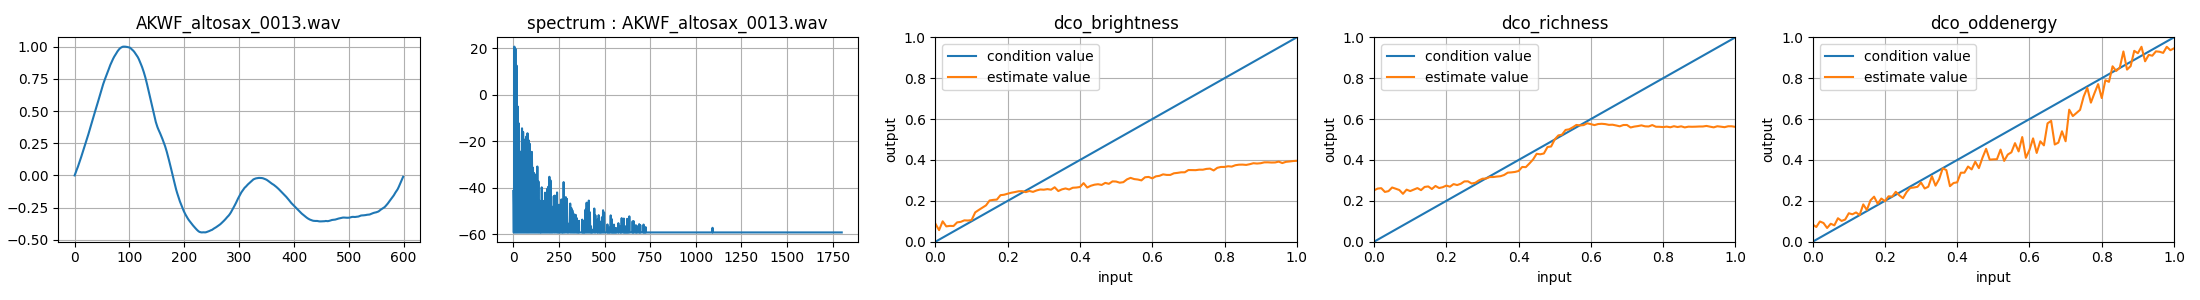 AKWF_altosax_0013.wav
1.00
0.75
0.50
0.25
0.00
−0.25
−0.50
0 100 200 300 400 500 600
spectrum : AKWF_altosax_0013.wav
20
0
−20
−40
−60
0 250 500 750 1000 1250 1500 1750
dco_brightness
condition value
estimate value
output
1.0
0.8
0.6
0.4
0.2
0.0
0.0 0.2 0.4 0.6 0.8 1.0
input
dco_richness
condition value
estimate value
output
1.0
0.8
0.6
0.4
0.2
0.0
0.0 0.2 0.4 0.6 0.8 1.0
input
dco_oddenergy
condition value
estimate value
output
1.0
0.8
0.6
0.4
0.2
0.0
0.0 0.2 0.4 0.6 0.8 1.0
input